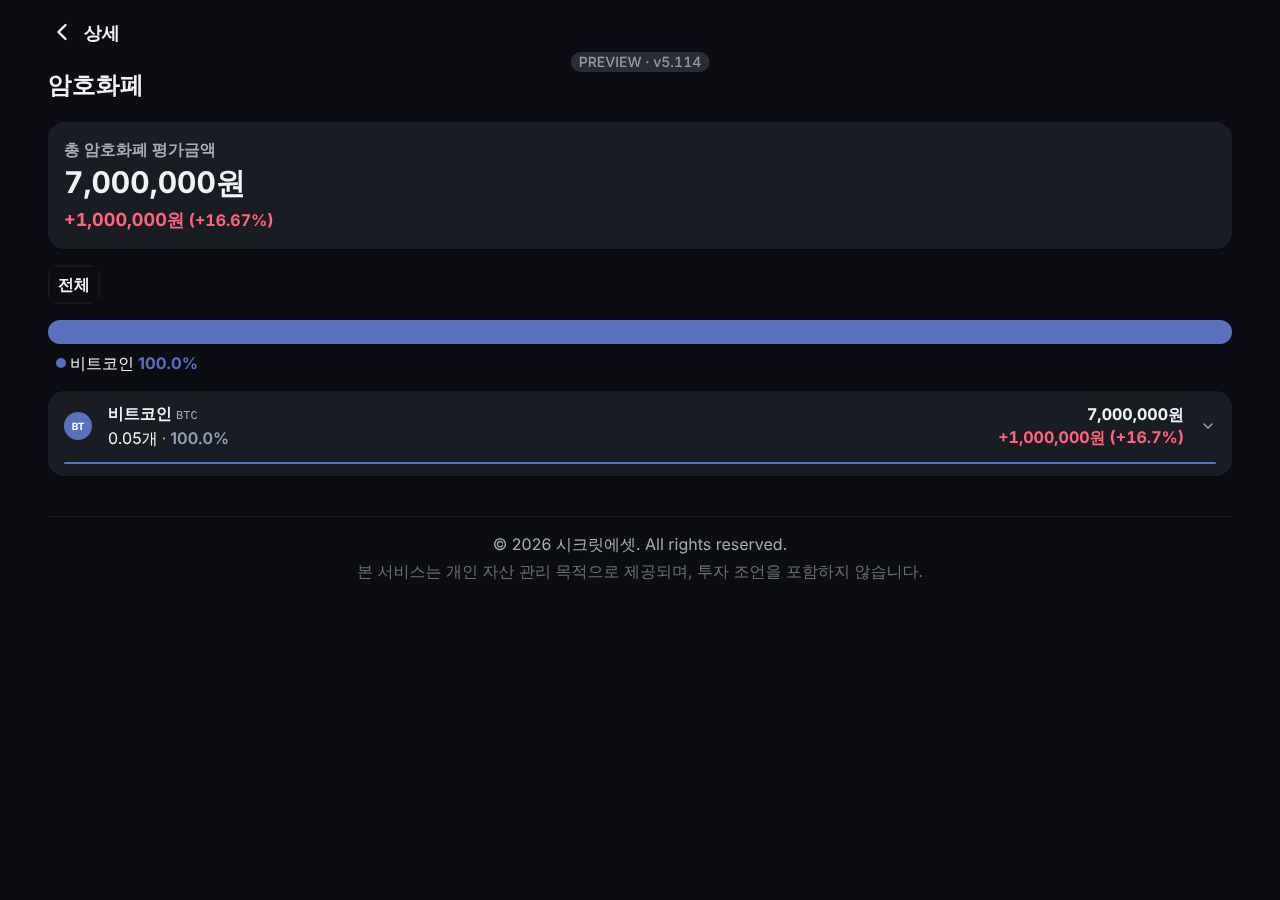 상세
PREVIEW · v5.114
암호화폐
총 암호화폐 평가금액
7,000,000원
+1,000,000원 (+16.67%)
전체
비트코인 100.0%
BT
비트코인 BTC
0.05개 · 100.0%
7,000,000원
+1,000,000원 (+16.7%)
© 2026 시크릿에셋. All rights reserved.
본 서비스는 개인 자산 관리 목적으로 제공되며, 투자 조언을 포함하지 않습니다.